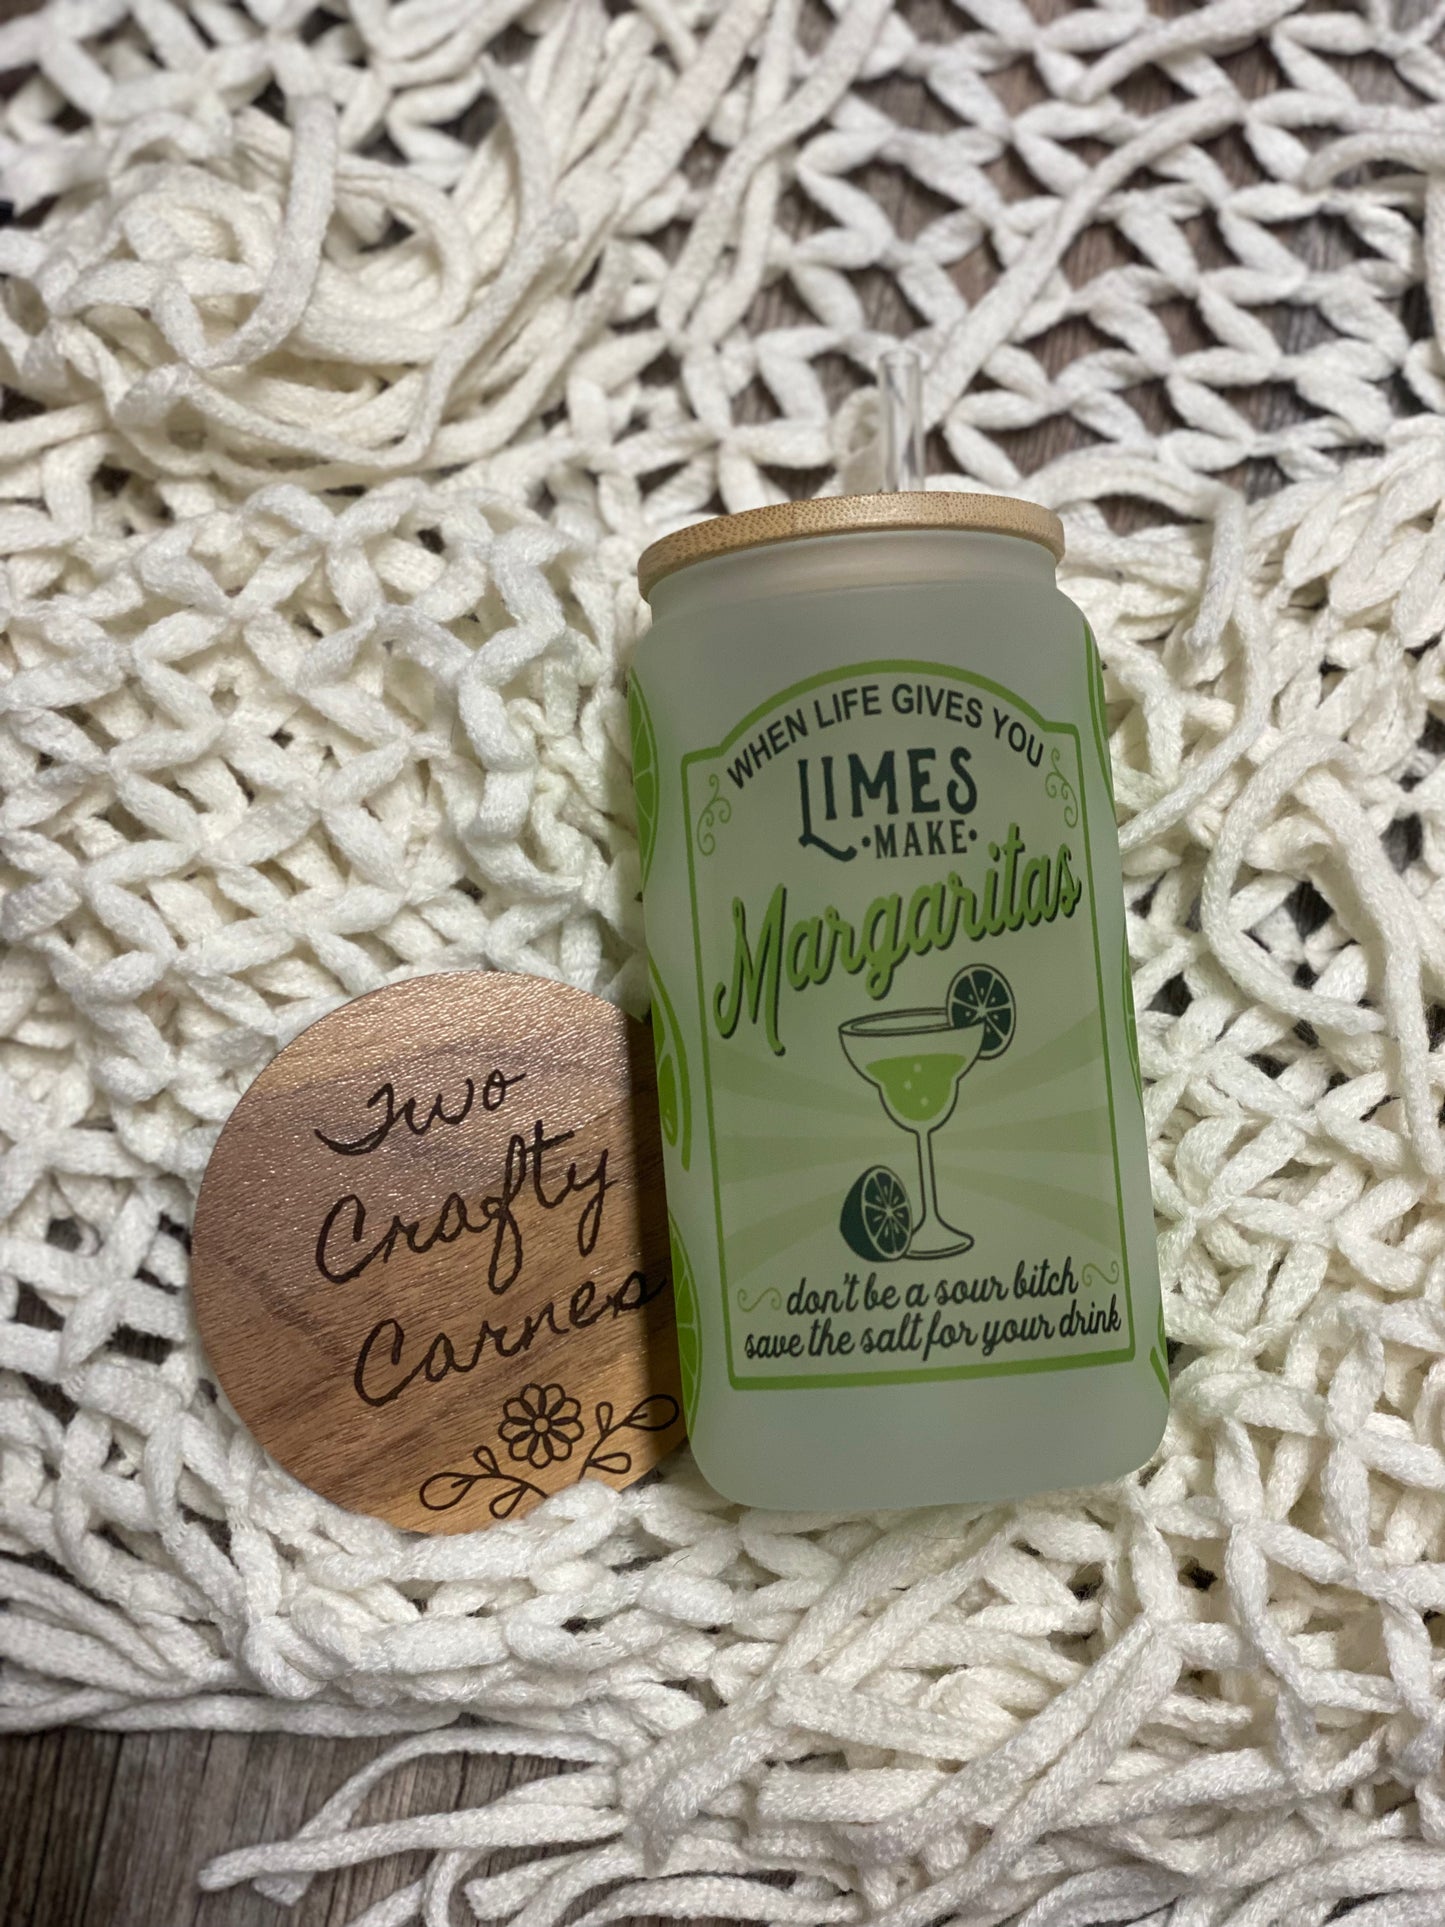 WHEN LIFE GIVES YOU
LIMES
•MAKE•
Margaritas
don't be a sour bitch
save the salt for your drink
Two
Crafty
Corners